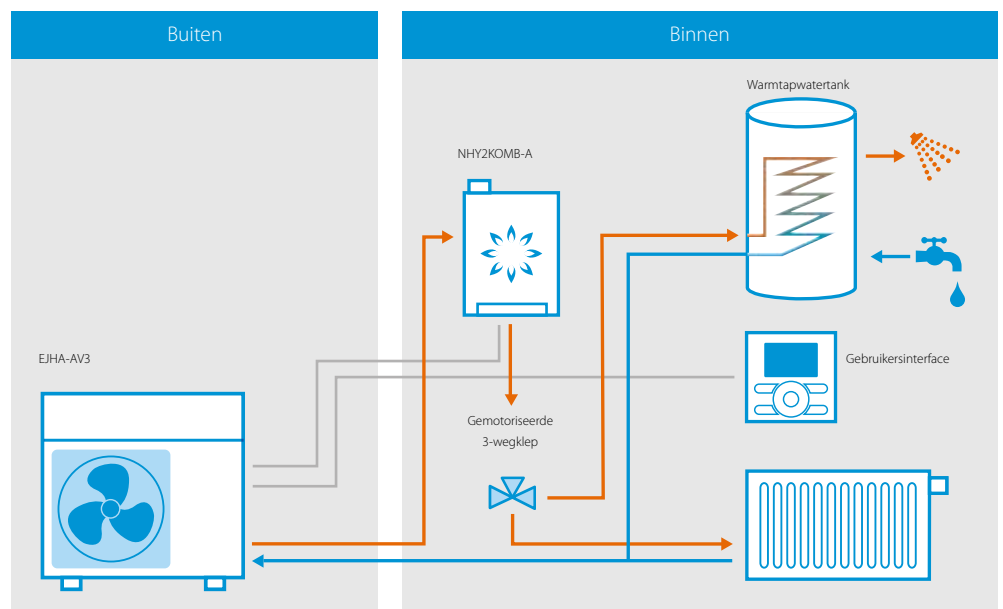 Buiten
Binnen
Warmtapwatertank
NHY2KOMB-A
EJHA-AV3
Gebruikersinterface
Gemotoriseerde
3-wegklep